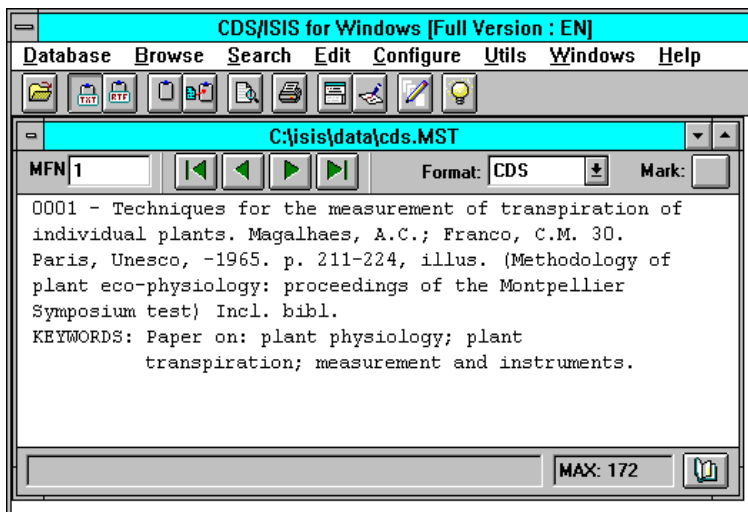 CDS/ISIS for Windows [Full Version : EN]
Database Browse Search Edit Configure Utils Windows Help
TXT RTF
C:\isis\data\cds.MST
MFN 1 Format: CDS Mark:
0001 - Techniques for the measurement of transpiration of
individual plants. Magalhaes, A.C.; Franco, C.M. 30.
Paris, Unesco, -1965. p. 211-224, illus. (Methodology of
plant eco-physiology: proceedings of the Montpellier
Symposium test) Incl. bibl.
KEYWORDS: Paper on: plant physiology; plant
transpiration; measurement and instruments.
MAX: 172